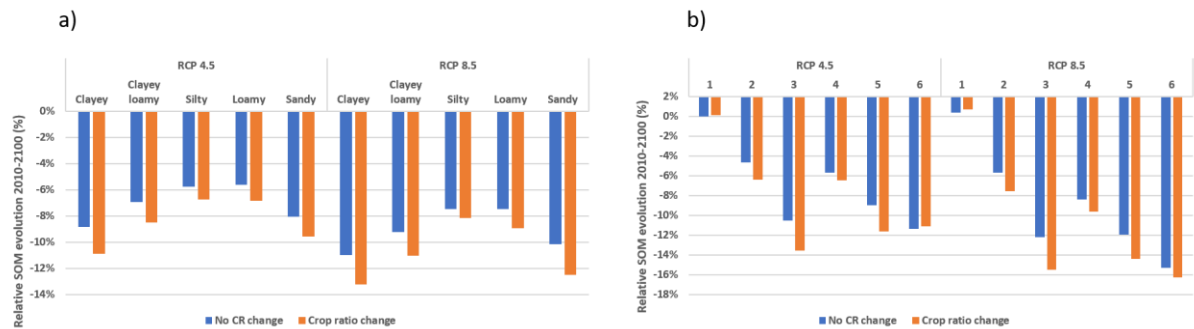 a)
RCP 4.5 RCP 8.5
Clayey Clayey loamy Silty Loamy Sandy Clayey Clayey loamy Silty Loamy Sandy
0%
-2%
-4%
-6%
-8%
-10%
-12%
-14%
Relative SOM evolution 2010-2100 (%)
No CR change Crop ratio change
b)
RCP 4.5 RCP 8.5
1 2 3 4 5 6 1 2 3 4 5 6
2%
0%
-2%
-4%
-6%
-8%
-10%
-12%
-14%
-16%
-18%
Relative SOM evolution 2010-2100 (%)
No CR change Crop ratio change